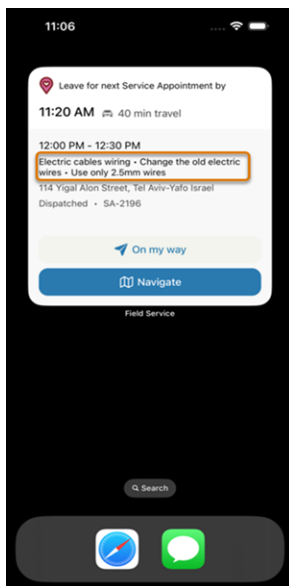 11:06
Leave for next Service Appointment by
11:20 AM 40 min travel
12:00 PM - 12:30 PM
Electric cables wiring • Change the old electric
wires • Use only 2.5mm wires
114 Yigal Alon Street, Tel Aviv-Yafo Israel
Dispatched • SA-2196
On my way
Navigate
Field Service
Search